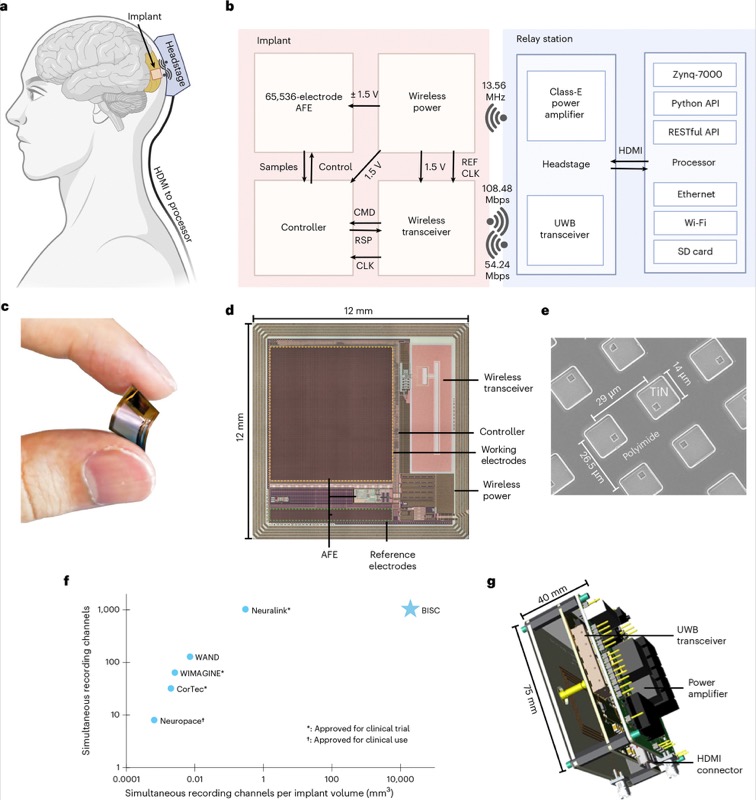 a
Implant
Headstage
HDMI to processor
b
Implant
65,536-electrode
AFE
± 1.5 V
Wireless
power
Samples
Control
1.5 V
1.5 V
REF
CLK
Controller
CMD
RSP
CLK
Wireless
transceiver
13.56
MHz
108.48
Mbps
54.24
Mbps
Relay station
Class-E
power
amplifier
Headstage
UWB
transceiver
HDMI
Zynq-7000
Python API
RESTful API
Processor
Ethernet
Wi-Fi
SD card
c
d
12 mm
12 mm
Wireless
transceiver
Controller
Working
electrodes
Wireless
power
AFE
Reference
electrodes
e
29 μm
TiN
14 μm
Polyimide
26.5 μm
f
Simultaneous recording channels
1,000
100
10
1
Neuralink*
BISC
WAND
WIMAGINE*
CorTec*
Neuropace†
*: Approved for clinical trial
†: Approved for clinical use
0.0001
0.01
1
100
10,000
Simultaneous recording channels per implant volume (mm³)
g
40 mm
75 mm
UWB
transceiver
Power
amplifier
HDMI
connector